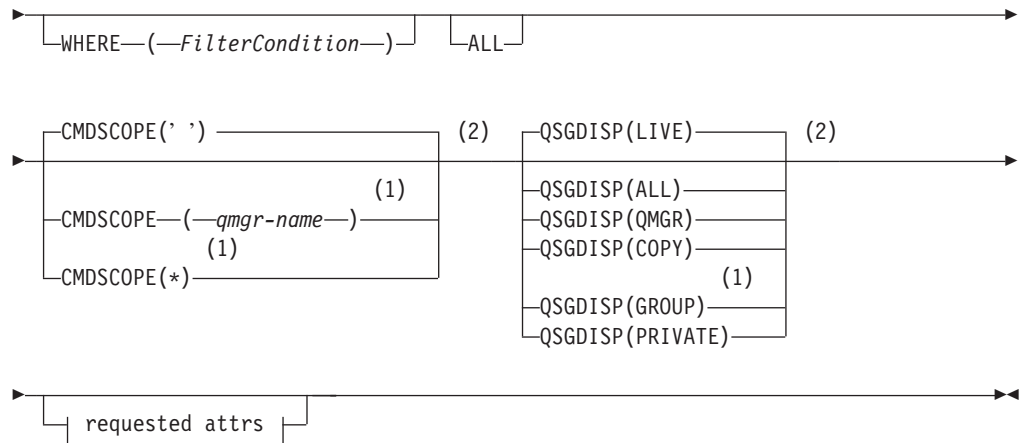 WHERE (FilterCondition) ALL
CMDSCOPE(' ') (2) QSGDISP(LIVE) (2)
QSGDISP(ALL)
(1)
CMDSCOPE (qmgr-name) QSGDISP(QMGR)
(1) QSGDISP(COPY)
CMDSCOPE(*) (1)
QSGDISP(GROUP)
QSGDISP(PRIVATE)
requested attrs